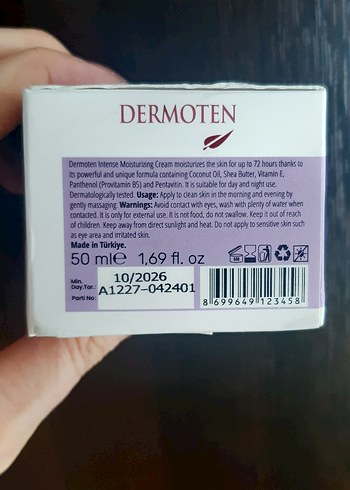 DERMOTEN
Dermoten Intense Moisturizing Cream moisturizes the skin for up to 72 hours thanks to
its powerful and unique formula containing Coconut Oil, Shea Butter, Vitamin E,
Panthenol (Provitamin B5) and Pentavitin. It is suitable for day and night use.
Dermatologically tested. Usage: Apply to clean skin in the morning and evening by
gently massaging. Warnings: Avoid contact with eyes, wash with plenty of water when
contacted. It is only for external use. It is not food, do not swallow. Keep it out of reach
of children. Keep away from direct sunlight and heat. Do not apply to sensitive skin such
as eye area and irritated skin.
Made in Türkiye.
50 ml℮ 1,69 fl. oz
Min.
Day.Tar.:
10/2026
Parti No:
A1227-042401
8 699649 123458